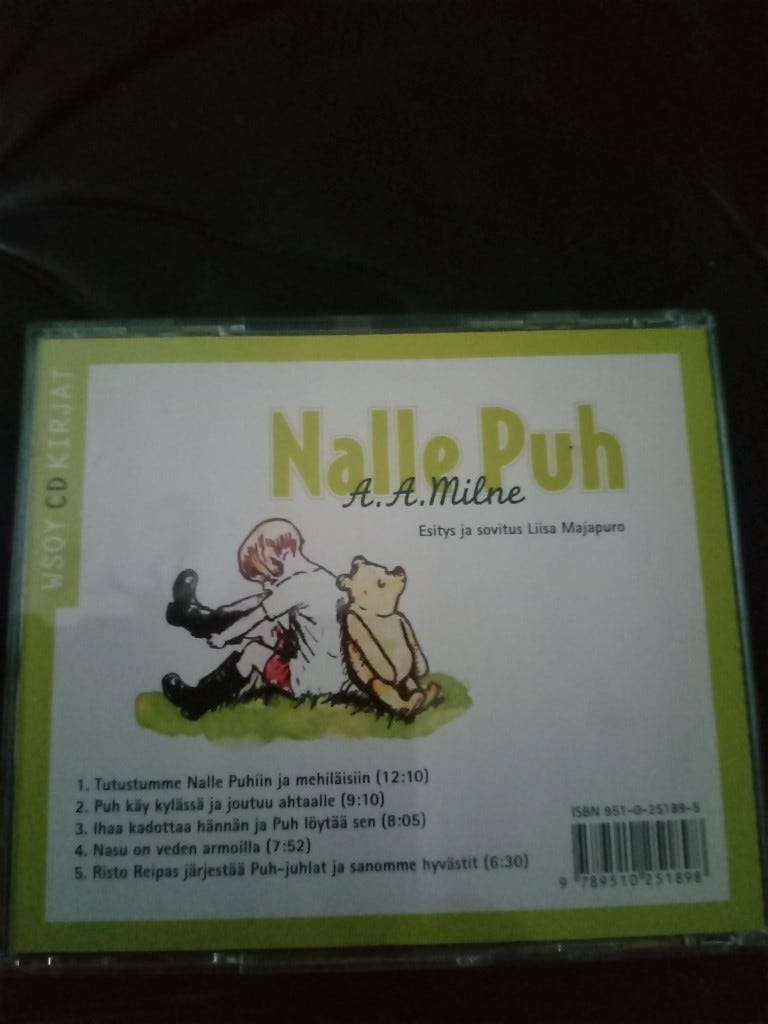 WSOY CD KIRJAT
Nalle Puh
A.A.Milne
Esitys ja sovitus Liisa Majapuro
1. Tutustumme Nalle Puhiin ja mehiläisiin (12:10)
2. Puh käy kylässä ja joutuu ahtaalle (9:10)
3. Ihaa kadottaa hännän ja Puh löytää sen (8:05)
4. Nasu on veden armoilla (7:52)
5. Risto Reipas järjestää Puh-juhlat ja sanomme hyvästit (6:30)
ISBN 951-0-25189-5
9 789510 251898